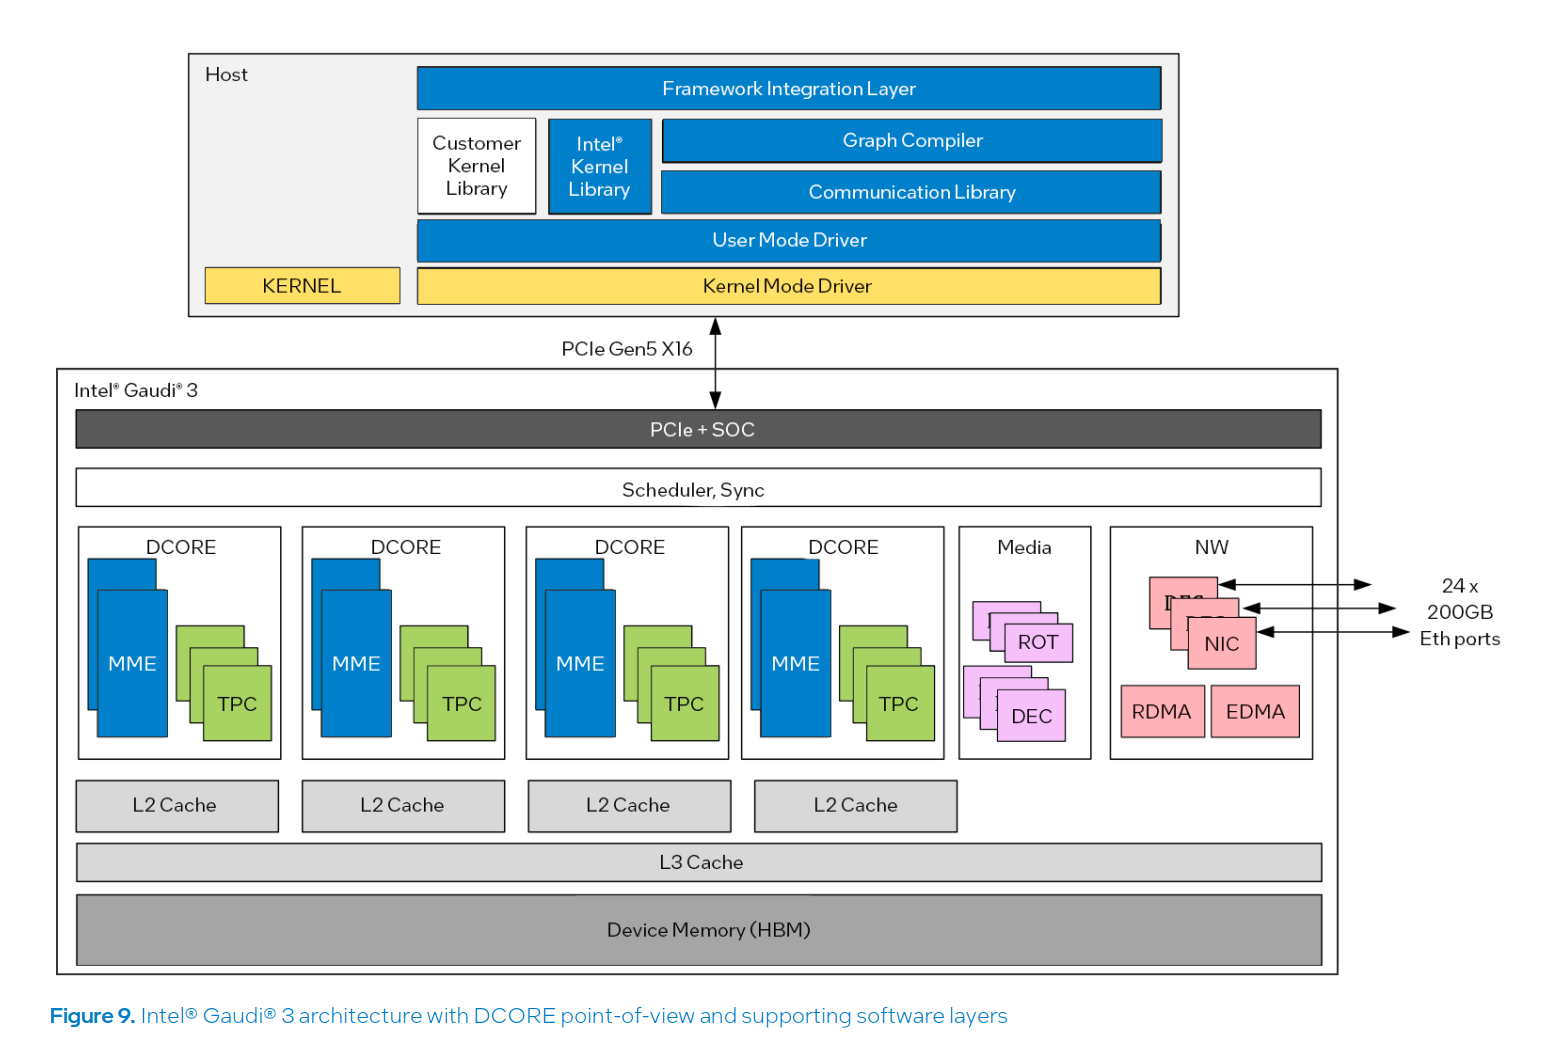 Host
Framework Integration Layer
Customer
Kernel
Library
Intel®
Kernel
Library
Graph Compiler
Communication Library
User Mode Driver
KERNEL
Kernel Mode Driver
PCIe Gen5 X16
Intel® Gaudi® 3
PCIe + SOC
Scheduler, Sync
DCORE
MME
TPC
DCORE
MME
TPC
DCORE
MME
TPC
DCORE
MME
TPC
Media
ROT
DEC
NW
NIC
RDMA
EDMA
24 x
200GB
Eth ports
L2 Cache
L2 Cache
L2 Cache
L2 Cache
L3 Cache
Device Memory (HBM)
Figure 9. Intel® Gaudi® 3 architecture with DCORE point-of-view and supporting software layers